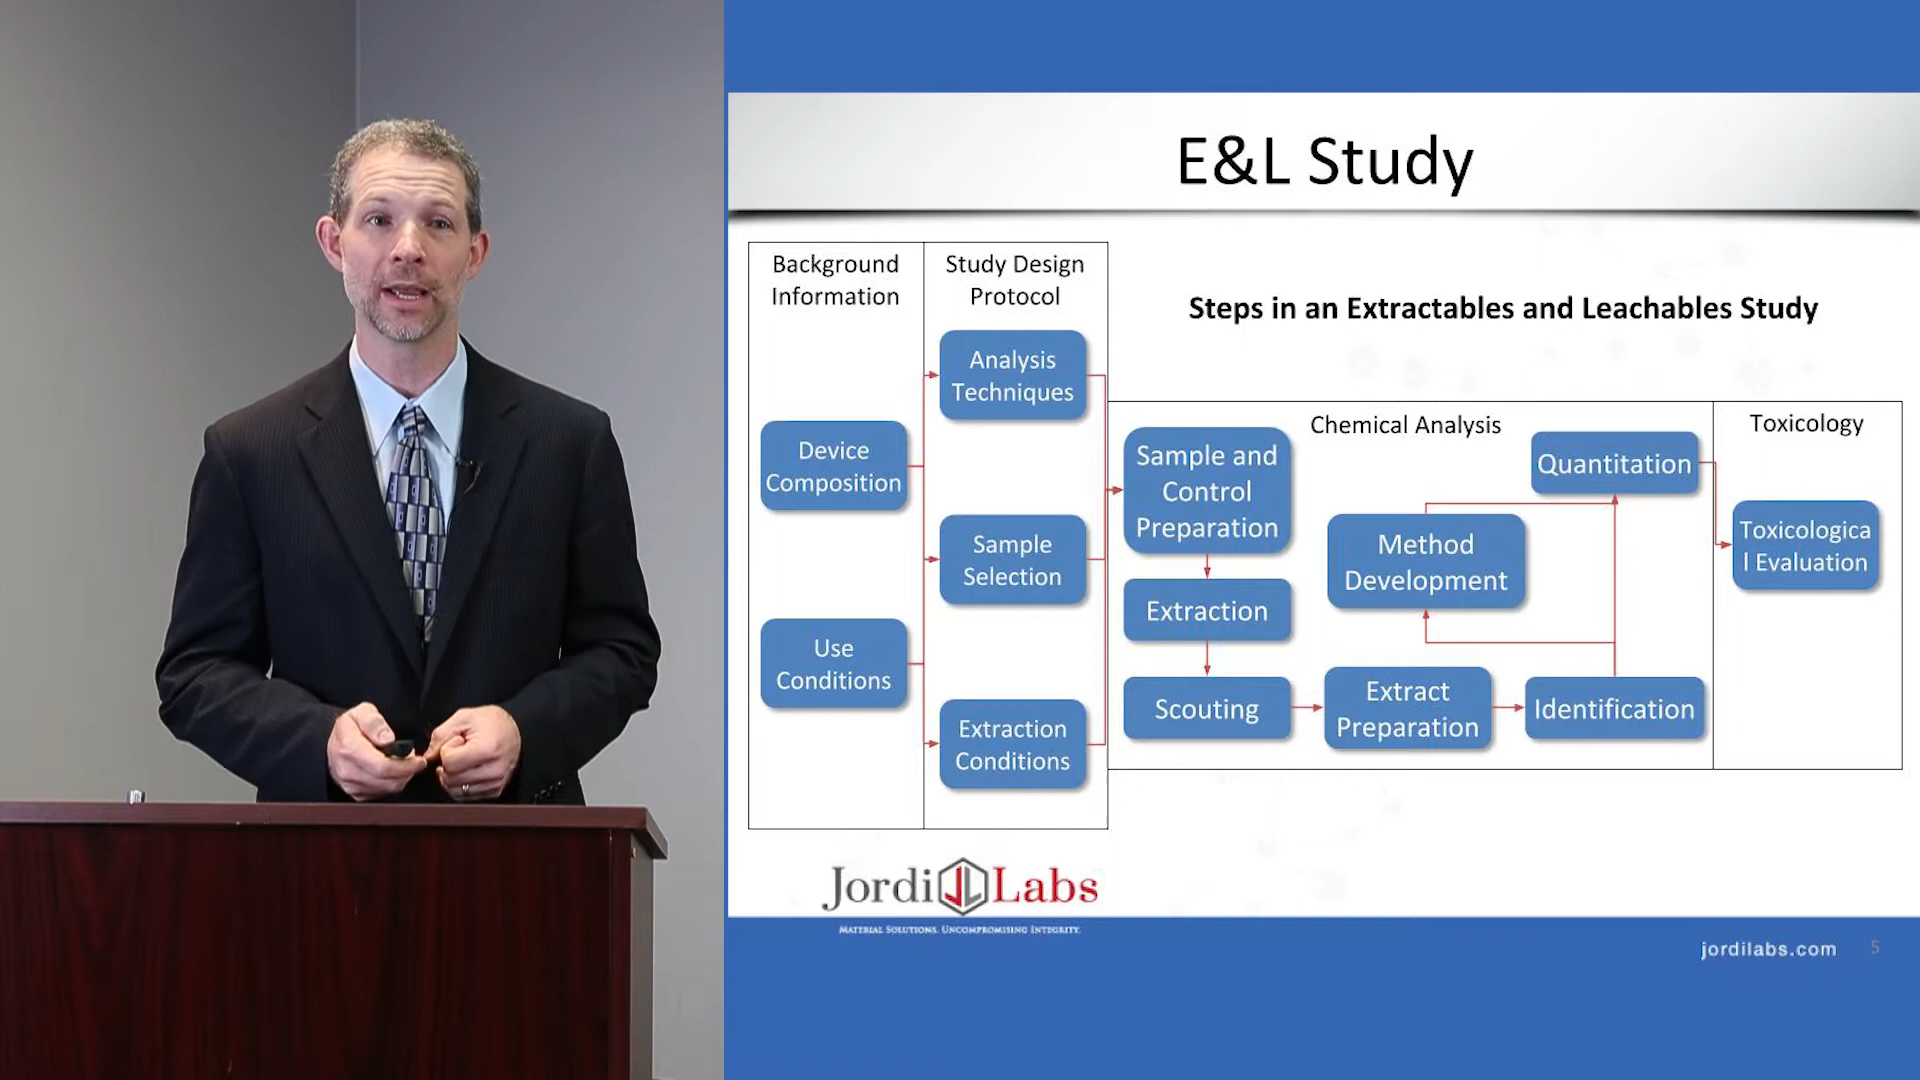 E&L Study
Background
Information
Study Design
Protocol
Steps in an Extractables and Leachables Study
Analysis
Techniques
Device
Composition
Sample
Selection
Use
Conditions
Extraction
Conditions
Chemical Analysis
Sample and
Control
Preparation
Extraction
Scouting
Extract
Preparation
Identification
Method
Development
Quantitation
Toxicology
Toxicologica
l Evaluation
Jordi JL Labs
MATERIAL SOLUTIONS. UNCOMPROMISING INTEGRITY.
jordilabs.com 5